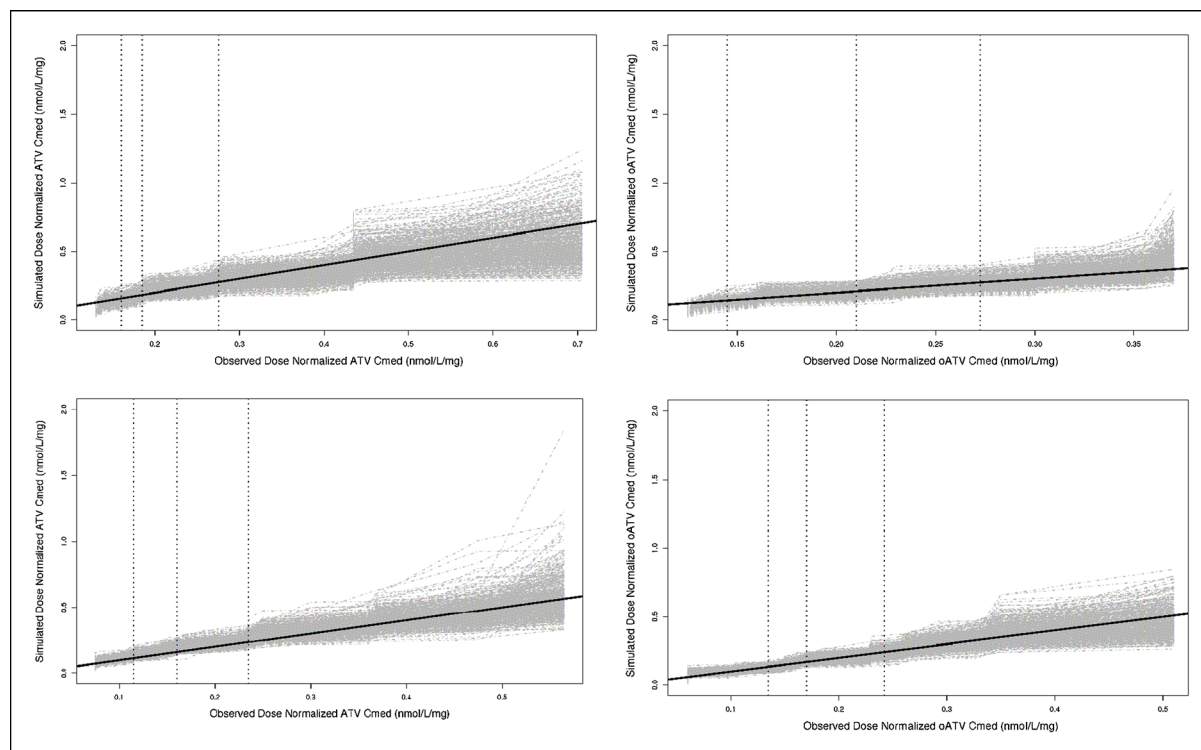 2.0
1.5
1.0
0.5
0.0
Simulated Dose Normalized ATV Cmed (nmol/L/mg)
0.2 0.3 0.4 0.5 0.6 0.7
Observed Dose Normalized ATV Cmed (nmol/L/mg)
2.0
1.5
1.0
0.5
0.0
Simulated Dose Normalized oATV Cmed (nmol/L/mg)
0.15 0.20 0.25 0.30 0.35
Observed Dose Normalized oATV Cmed (nmol/L/mg)
2.0
1.5
1.0
0.5
0.0
Simulated Dose Normalized ATV Cmed (nmol/L/mg)
0.1 0.2 0.3 0.4 0.5
Observed Dose Normalized ATV Cmed (nmol/L/mg)
2.0
1.5
1.0
0.5
0.0
Simulated Dose Normalized oATV Cmed (nmol/L/mg)
0.1 0.2 0.3 0.4 0.5
Observed Dose Normalized oATV Cmed (nmol/L/mg)